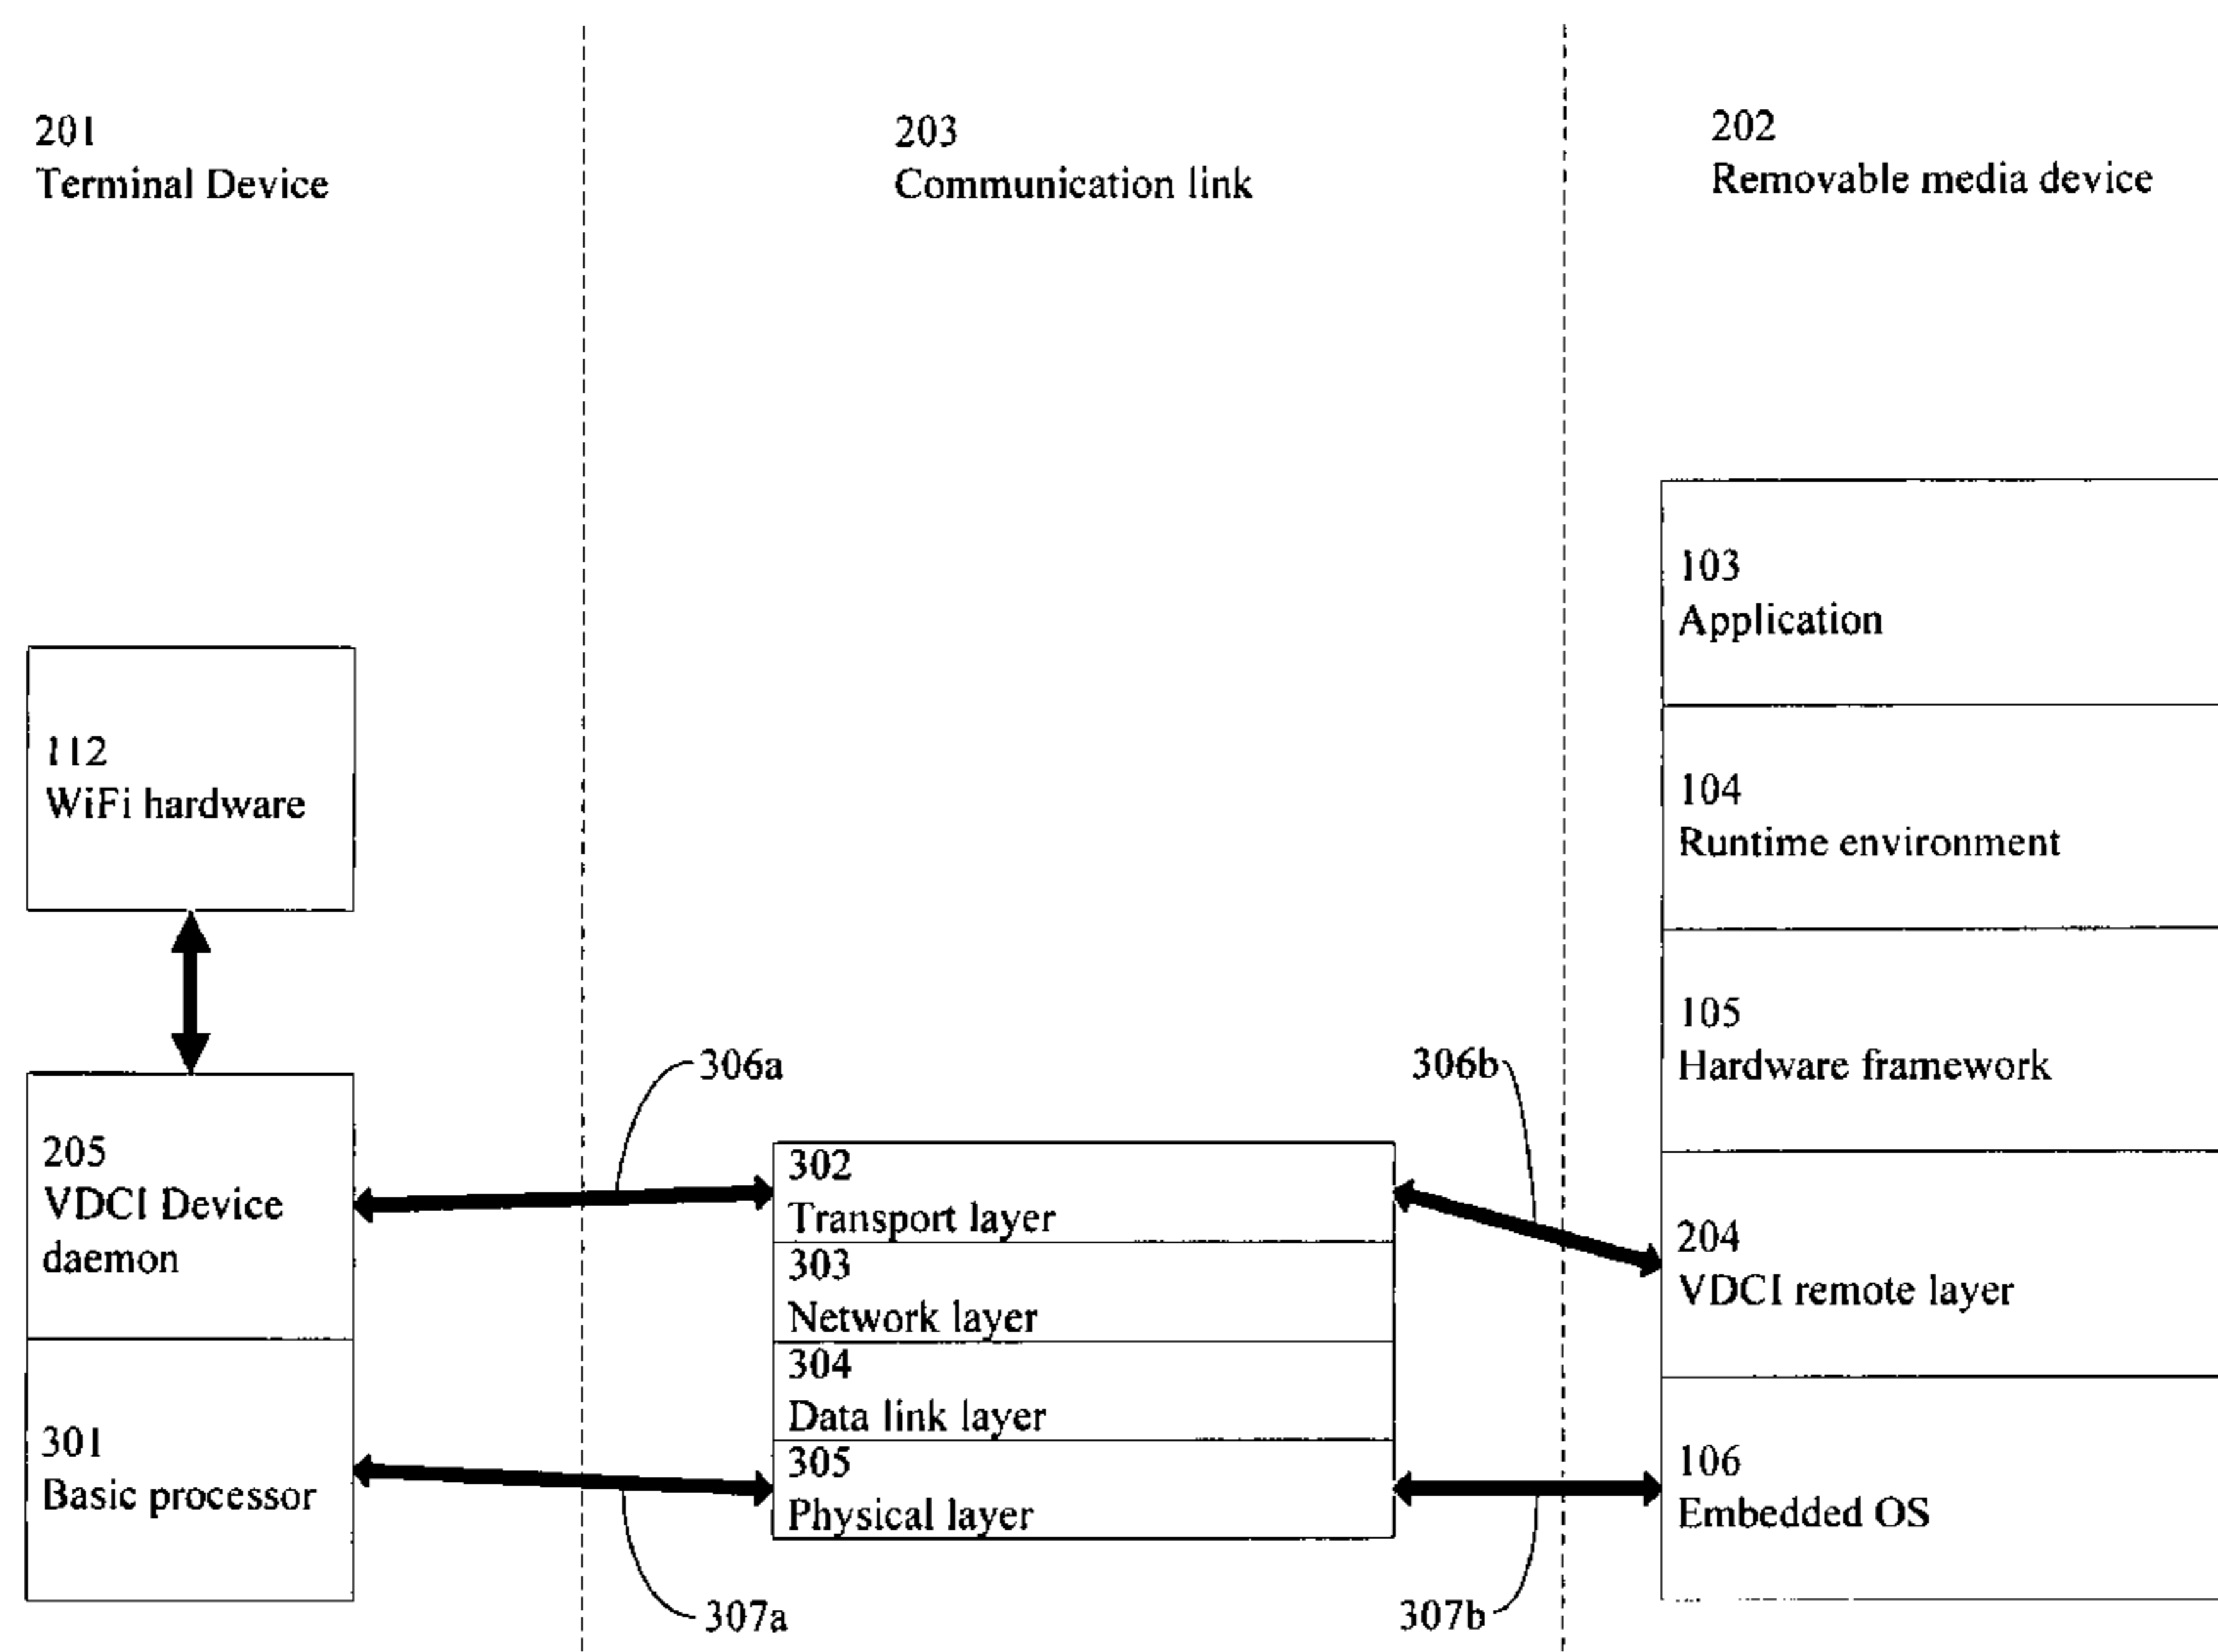 201
Terminal Device
203
Communication link
202
Removable media device
112
WiFi hardware
205
VDCI Device
daemon
301
Basic processor
306a
306b
302
Transport layer
303
Network layer
304
Data link layer
305
Physical layer
307a
307b
103
Application
104
Runtime environment
105
Hardware framework
204
VDCI remote layer
106
Embedded OS